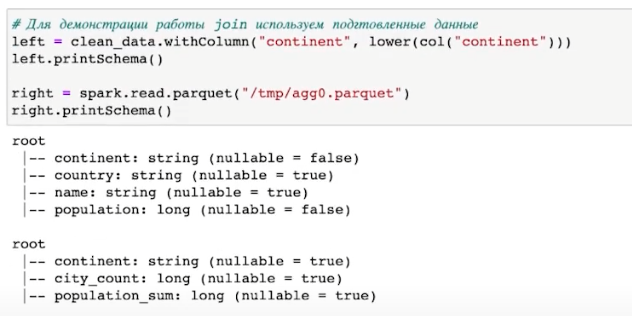 # Для демонстрации работы join используем подготовленные данные
left = clean_data.withColumn("continent", lower(col("continent")))
left.printSchema()

right = spark.read.parquet("/tmp/agg0.parquet")
right.printSchema()

root
 |-- continent: string (nullable = false)
 |-- country: string (nullable = true)
 |-- name: string (nullable = true)
 |-- population: long (nullable = false)

root
 |-- continent: string (nullable = true)
 |-- city_count: long (nullable = true)
 |-- population_sum: long (nullable = true)